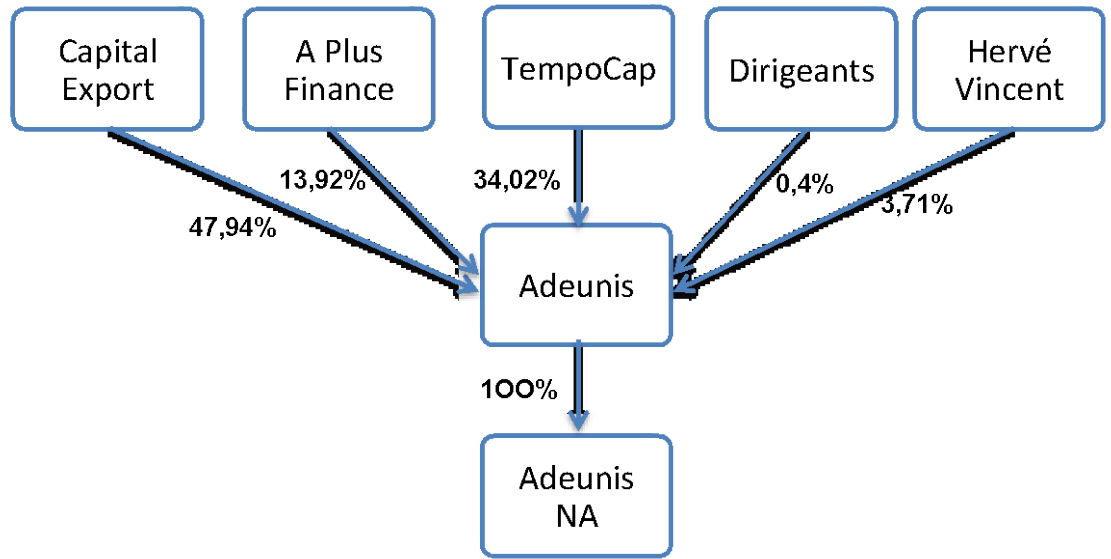 Capital
Export
A Plus
Finance
TempoCap
Dirigeants
Hervé
Vincent
13,92%
34,02%
0,4%
3,71%
47,94%
Adeunis
1OO%
Adeunis
NA